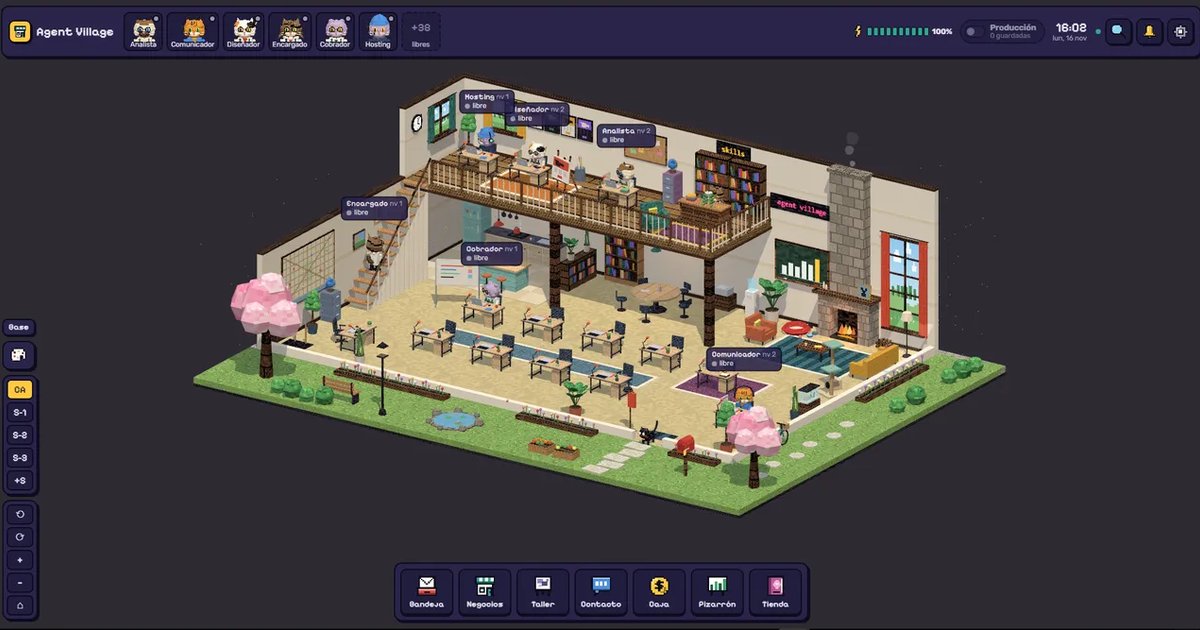 Agent Village
Analista
Comunicador
Diseñador
Encargado
Cobrador
Hosting
+38
libres
100%
Producción
0 guardadas
16:08
lun, 16 nov
Hosting nv 1
libre
iseñador nv 2
libre
Analista nv 2
libre
skills
agent village
Encargado nv 1
libre
Cobrador nv 1
libre
Comunicador nv 2
libre
Base
CA
S-1
S-2
S-3
+S
+
-
Bandeja
Negocios
Taller
Contacto
Caja
Pizarrón
Tienda